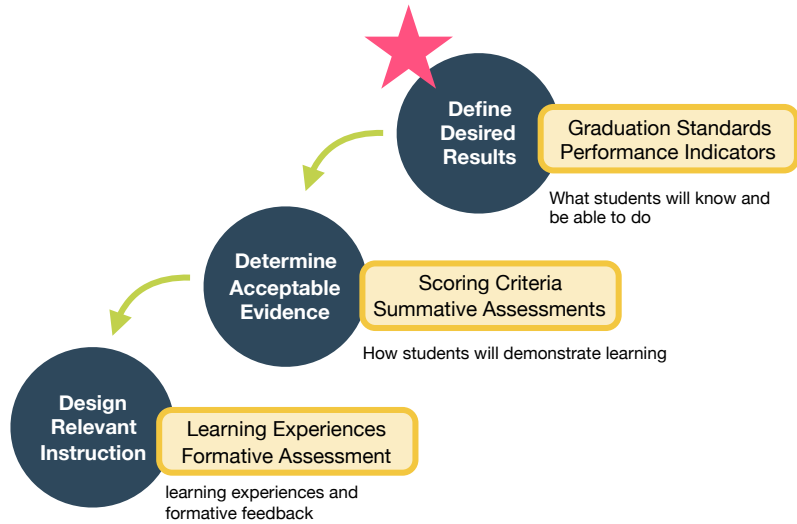 Define
Desired
Results
Graduation Standards
Performance Indicators
What students will know and
be able to do
Determine
Acceptable
Evidence
Scoring Criteria
Summative Assessments
How students will demonstrate learning
Design
Relevant
Instruction
Learning Experiences
Formative Assessment
learning experiences and
formative feedback